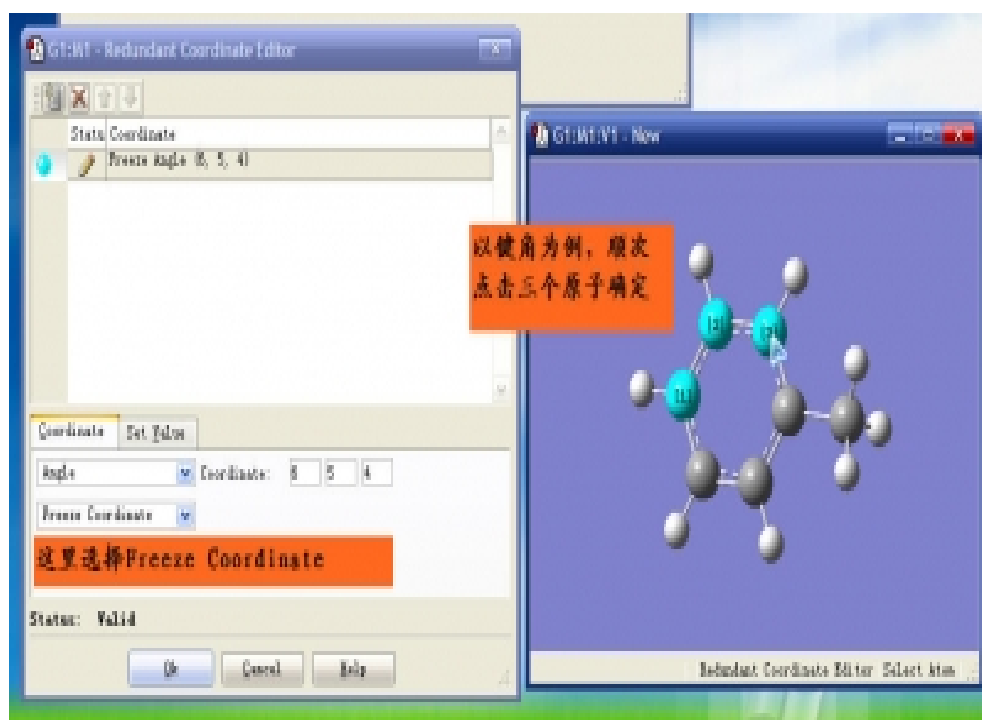 G1:M1 - Redundant Coordinate Editor
Statu Coordinate
Freeze Angle (6, 5, 4)
G1:M1:V1 - New
以键角为例，顺次
点击三个原子确定
Coordinate Set Value
Angle Coordinate: 6 5 4
Freeze Coordinate
这里选择Freeze Coordinate
Status: Valid
Ok Cancel Help
Redundant Coordinate Editor Select Atom